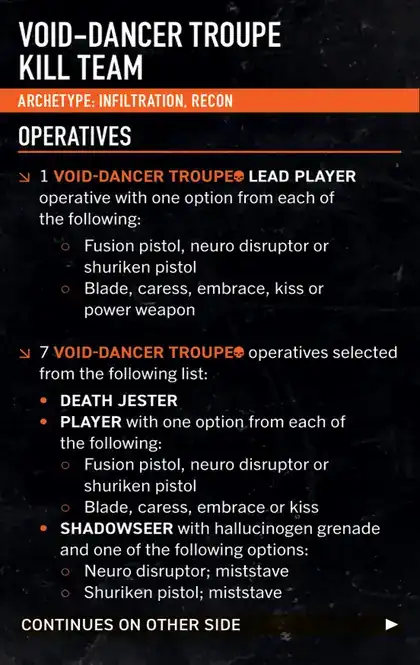 VOID-DANCER TROUPE
KILL TEAM
ARCHETYPE: INFILTRATION, RECON
OPERATIVES
↘ 1 VOID-DANCER TROUPE💀 LEAD PLAYER
operative with one option from each of
the following:
○ Fusion pistol, neuro disruptor or
shuriken pistol
○ Blade, caress, embrace, kiss or
power weapon
↘ 7 VOID-DANCER TROUPE💀 operatives selected
from the following list:
• DEATH JESTER
• PLAYER with one option from each of
the following:
○ Fusion pistol, neuro disruptor or
shuriken pistol
○ Blade, caress, embrace or kiss
• SHADOWSEER with hallucinogen grenade
and one of the following options:
○ Neuro disruptor; miststave
○ Shuriken pistol; miststave
CONTINUES ON OTHER SIDE ▶